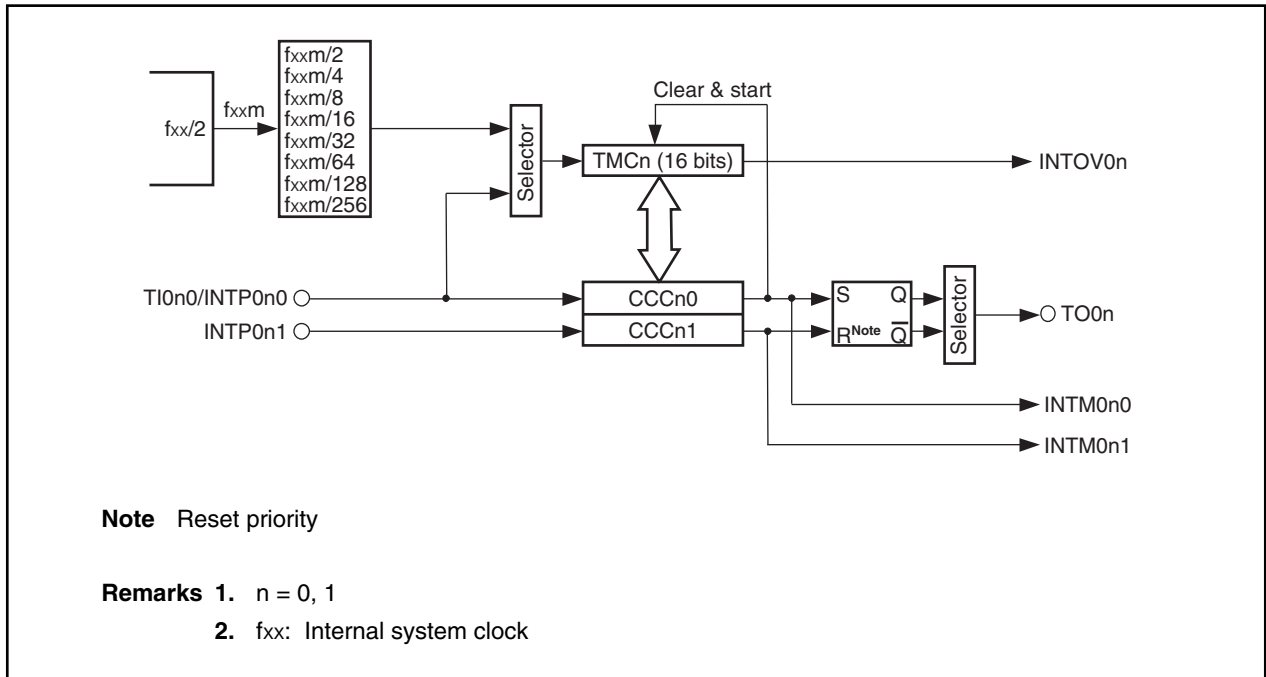 fxx/2
fxxm
fxxm/2
fxxm/4
fxxm/8
fxxm/16
fxxm/32
fxxm/64
fxxm/128
fxxm/256
Selector
Clear & start
TMCn (16 bits)
INTOV0n
TI0n0/INTP0n0
INTP0n1
CCCn0
CCCn1
S Q
RNote Q̅
Selector
TO0n
INTM0n0
INTM0n1
Note Reset priority
Remarks 1. n = 0, 1
2. fxx: Internal system clock